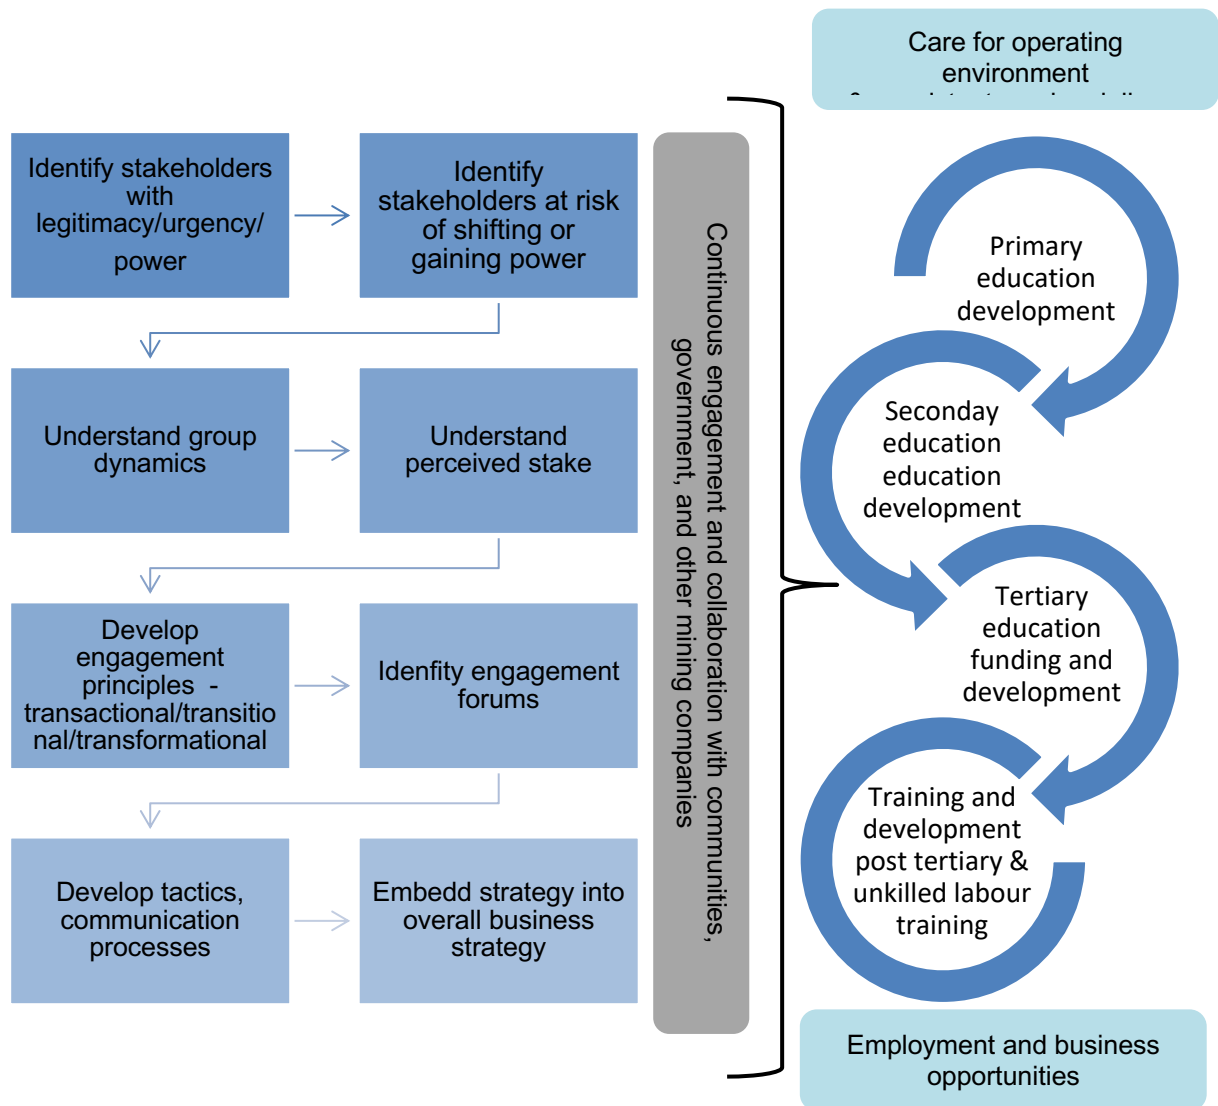 Care for operating
environment
Identify stakeholders
with
legitimacy/urgency/
power
Identify
stakeholders at risk
of shifting or
gaining power
Understand group
dynamics
Understand
perceived stake
Develop
engagement
principles -
transactional/transitio
nal/transformational
Idenfity engagement
forums
Develop tactics,
communication
processes
Embedd strategy into
overall business
strategy
Continuous engagement and collaboration with communities,
government, and other mining companies
Primary
education
development
Seconday
education
education
development
Tertiary
education
funding and
development
Training and
development
post tertiary &
unkilled labour
training
Employment and business
opportunities